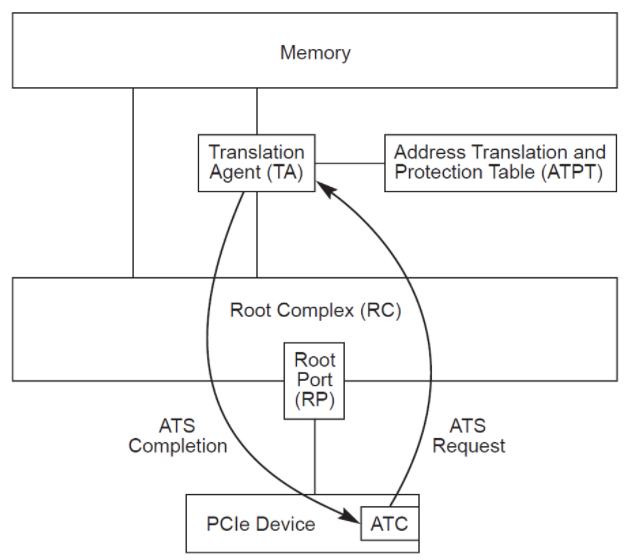 Memory
Translation
Agent (TA)
Address Translation and
Protection Table (ATPT)
Root Complex (RC)
Root
Port
(RP)
ATS
Completion
ATS
Request
PCIe Device
ATC